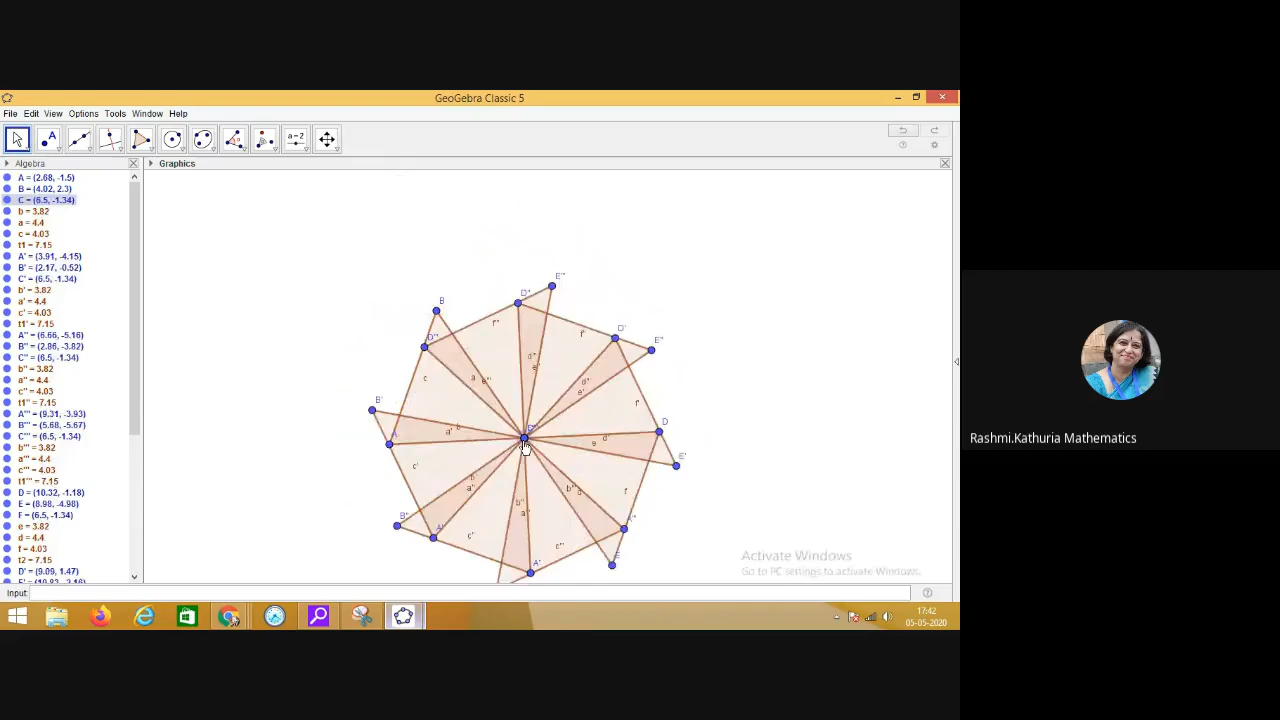 GeoGebra Classic 5
File Edit View Options Tools Window Help
a=2
Algebra
Graphics
A = (2.68, -1.5)
B = (4.02, 2.3)
C = (6.5, -1.34)
b = 3.82
a = 4.4
c = 4.03
t1 = 7.15
A' = (3.91, -4.15)
B' = (2.17, -0.52)
C' = (6.5, -1.34)
b' = 3.82
a' = 4.4
c' = 4.03
t1' = 7.15
A'' = (6.66, -5.16)
B'' = (2.86, -3.82)
C'' = (6.5, -1.34)
b'' = 3.82
a'' = 4.4
c'' = 4.03
t1'' = 7.15
A''' = (9.31, -3.93)
B''' = (5.68, -5.67)
C''' = (6.5, -1.34)
b''' = 3.82
a''' = 4.4
c''' = 4.03
t1''' = 7.15
D = (10.32, -1.18)
E = (8.98, -4.98)
F = (6.5, -1.34)
e = 3.82
d = 4.4
f = 4.03
t2 = 7.15
D' = (9.09, 1.47)
E'''
D''
B
D'
D'''
E''
f''
f'
d''
e''
c
a
e'''
d''
e'
B'
f'
D
A
a'
b
e
d'
E'
c'
b'
a''
b'''
d
f
b''
a'''
B''
A'
c''
c'''
A'''
E
A''
Activate Windows
Go to PC settings to activate Windows.
Input:
17:42
05-05-2020
Rashmi.Kathuria Mathematics